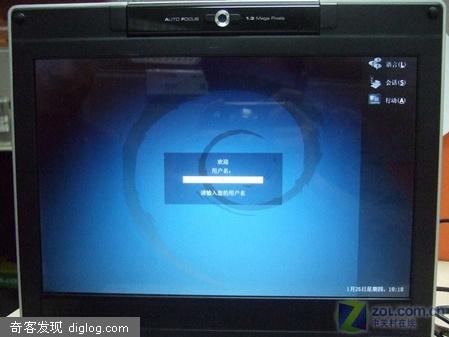 AUTO FOCUS
1.3 Mega Pixels
语言(L)
会话(S)
行动(A)
欢迎
用户名：
请输入您的用户名
1月25日星期四, 10:18
ZOL.COM.CN
中关村在线
奇客发现 diglog.com